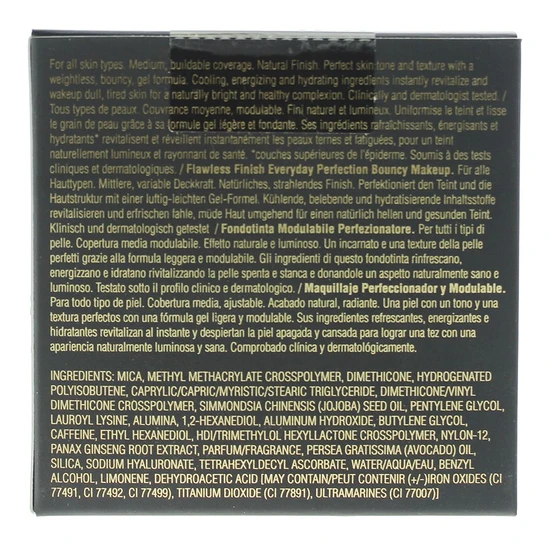 For all skin types. Medium, buildable coverage. Natural Finish. Perfect skin tone and texture with a
weightless, bouncy, gel formula. Cooling, energizing and hydrating ingredients instantly revitalize and
wakeup dull, tired skin for a naturally bright and healthy complexion. Clinically and dermatologist tested. /
Tous types de peaux. Couvrance moyenne, modulable. Fini naturel et lumineux. Uniformise le teint et lisse
le grain de peau grâce à sa formule gel légère et fondante. Ses ingrédients rafraîchissants, énergisants et
hydratants* revitalisent et réveillent instantanément les peaux ternes et fatiguées, pour un teint
naturellement lumineux et rayonnant de santé. *couches supérieures de l'épiderme. Soumis à des tests
cliniques et dermatologiques. / Flawless Finish Everyday Perfection Bouncy Makeup. Für alle
Hauttypen. Mittlere, variable Deckkraft. Natürliches, strahlendes Finish. Perfektioniert den Teint und die
Hautstruktur mit einer luftig-leichten Gel-Formel. Kühlende, belebende und hydratisierende Inhaltsstoffe
revitalisieren und erfrischen fahle, müde Haut umgehend für einen natürlich hellen und gesunden Teint.
Klinisch und dermatologisch getestet / Fondotinta Modulabile Perfezionatore. Per tutti i tipi di
pelle. Copertura media modulabile. Effetto naturale e luminoso. Un incarnato e una texture della pelle
perfetti grazie alla formula leggera e modulabile. Gli ingredienti di questo fondotinta rinfrescano,
energizzano e idratano rivitalizzando la pelle spenta e stanca e donandole un aspetto naturalmente sano e
luminoso. Testato sotto il profilo clinico e dermatologico. / Maquillaje Perfeccionador y Modulable.
Para todo tipo de piel. Cobertura media, ajustable. Acabado natural, radiante. Una piel con un tono y una
textura perfectos con una fórmula gel ligera y modulable. Sus ingredientes refrescantes, energizantes e
hidratantes revitalizan al instante y despiertan la piel apagada y cansada para lograr una tez con una
apariencia naturalmente luminosa y sana. Comprobado clínica y dermatológicamente.
INGREDIENTS: MICA, METHYL METHACRYLATE CROSSPOLYMER, DIMETHICONE, HYDROGENATED
POLYISOBUTENE, CAPRYLIC/CAPRIC/MYRISTIC/STEARIC TRIGLYCERIDE, DIMETHICONE/VINYL
DIMETHICONE CROSSPOLYMER, SIMMONDSIA CHINENSIS (JOJOBA) SEED OIL, PENTYLENE GLYCOL,
LAUROYL LYSINE, ALUMINA, 1,2-HEXANEDIOL, ALUMINUM HYDROXIDE, BUTYLENE GLYCOL,
CAFFEINE, ETHYL HEXANEDIOL, HDI/TRIMETHYLOL HEXYLLACTONE CROSSPOLYMER, NYLON-12,
PANAX GINSENG ROOT EXTRACT, PARFUM/FRAGRANCE, PERSEA GRATISSIMA (AVOCADO) OIL,
SILICA, SODIUM HYALURONATE, TETRAHEXYLDECYL ASCORBATE, WATER/AQUA/EAU, BENZYL
ALCOHOL, LIMONENE, DEHYDROACETIC ACID [MAY CONTAIN/PEUT CONTENIR (+/-)IRON OXIDES (CI
77491, CI 77492, CI 77499), TITANIUM DIOXIDE (CI 77891), ULTRAMARINES (CI 77007)]